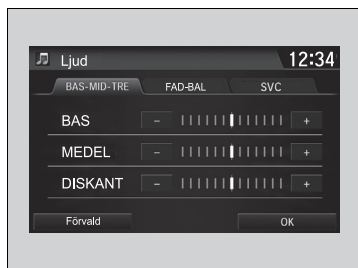 Ljud 12:34
BAS-MID-TRE FAD-BAL SVC
BAS - +
MEDEL - +
DISKANT - +
Förvald OK